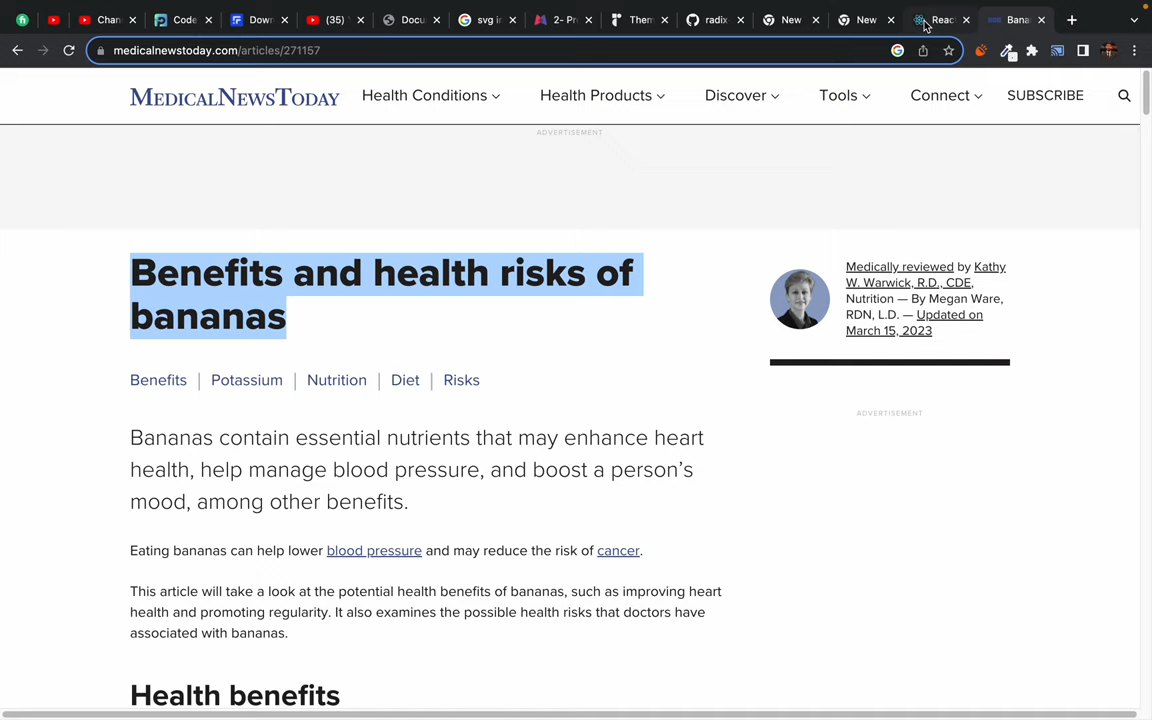 Chan
Code
Down
(35)
Docu
svg in
2- Pr
Them
radix
New
New
Reac
Bana
medicalnewstoday.com/articles/271157
MEDICALNEWSTODAY
Health Conditions
Health Products
Discover
Tools
Connect
SUBSCRIBE
ADVERTISEMENT
Benefits and health risks of
bananas
Medically reviewed by Kathy
W. Warwick, R.D., CDE,
Nutrition — By Megan Ware,
RDN, L.D. — Updated on
March 15, 2023
Benefits | Potassium | Nutrition | Diet | Risks
ADVERTISEMENT
Bananas contain essential nutrients that may enhance heart
health, help manage blood pressure, and boost a person’s
mood, among other benefits.
Eating bananas can help lower blood pressure and may reduce the risk of cancer.
This article will take a look at the potential health benefits of bananas, such as improving heart
health and promoting regularity. It also examines the possible health risks that doctors have
associated with bananas.
Health benefits